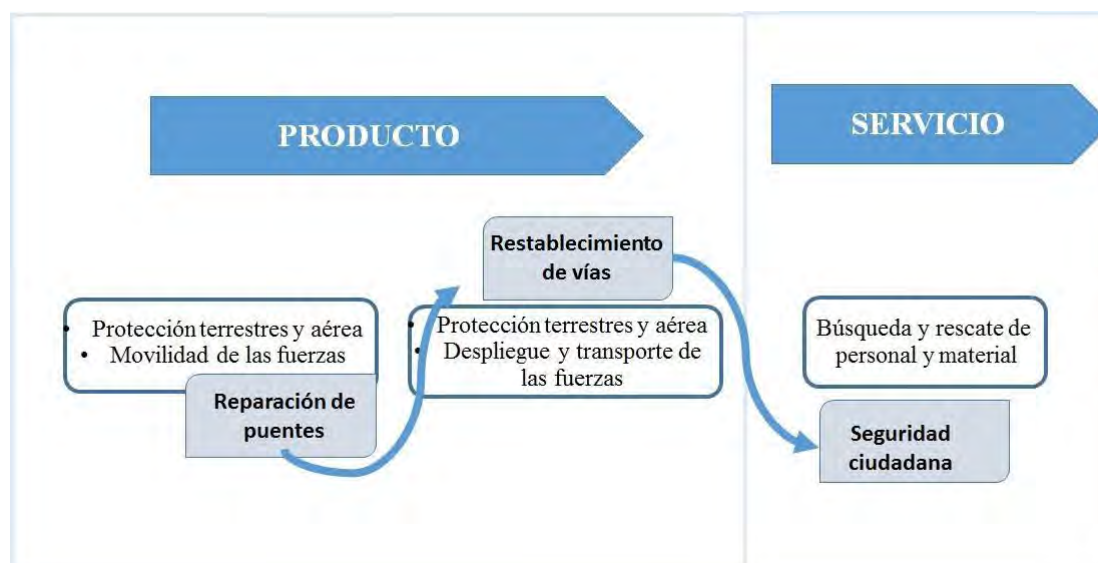 PRODUCTO
SERVICIO
Restablecimiento
de vías
• Protección terrestres y aérea
• Movilidad de las fuerzas
Reparación de
puentes
• Protección terrestres y aérea
• Despliegue y transporte de
las fuerzas
Búsqueda y rescate de
personal y material
Seguridad
ciudadana